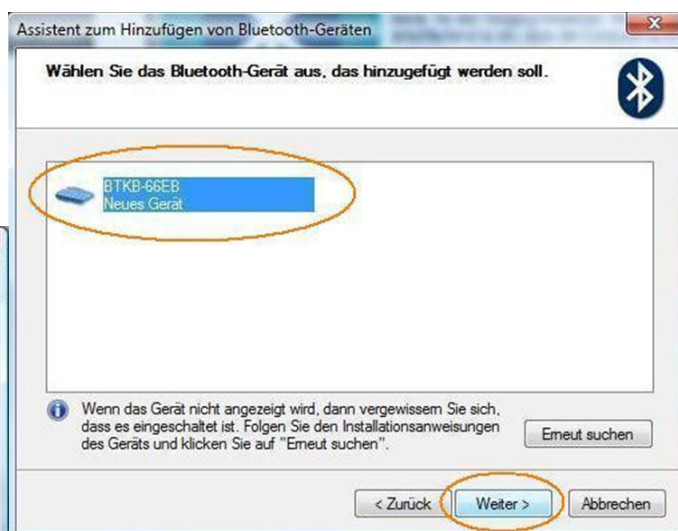 Assistent zum Hinzufügen von Bluetooth-Geräten
Wählen Sie das Bluetooth-Gerät aus, das hinzugefügt werden soll.
BTKB-66EB
Neues Gerät
Wenn das Gerät nicht angezeigt wird, dann vergewissern Sie sich,
dass es eingeschaltet ist. Folgen Sie den Installationsanweisungen
des Geräts und klicken Sie auf "Erneut suchen".
Erneut suchen
< Zurück
Weiter >
Abbrechen